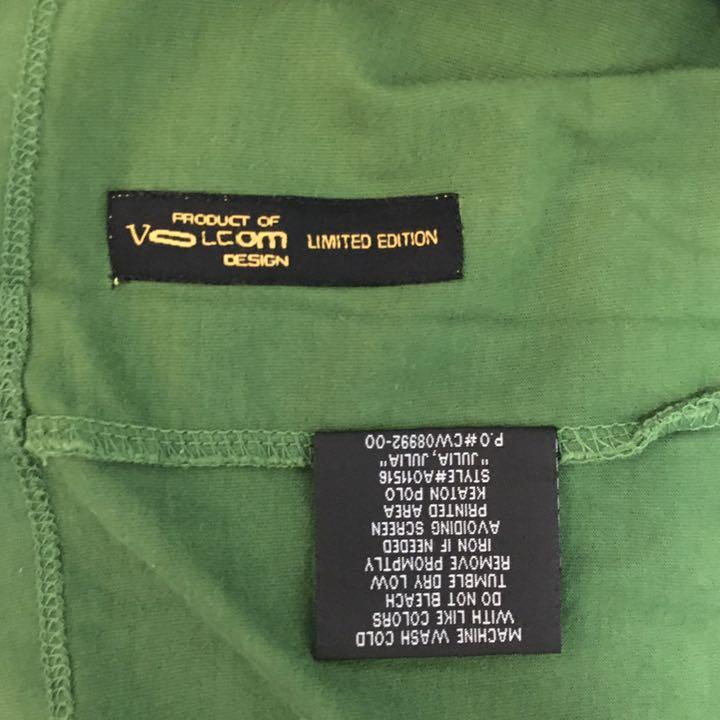 PRODUCT OF
VOLCOM
DESIGN
LIMITED EDITION
MACHINE WASH COLD
WITH LIKE COLORS
DO NOT BLEACH
TUMBLE DRY LOW
REMOVE PROMPTLY
IRON IF NEEDED
AVOIDING SCREEN
PRINTED AREA
KEATON POLO
STYLE#A011516
"JULIA, JULIA"
P.O#CW08992-00